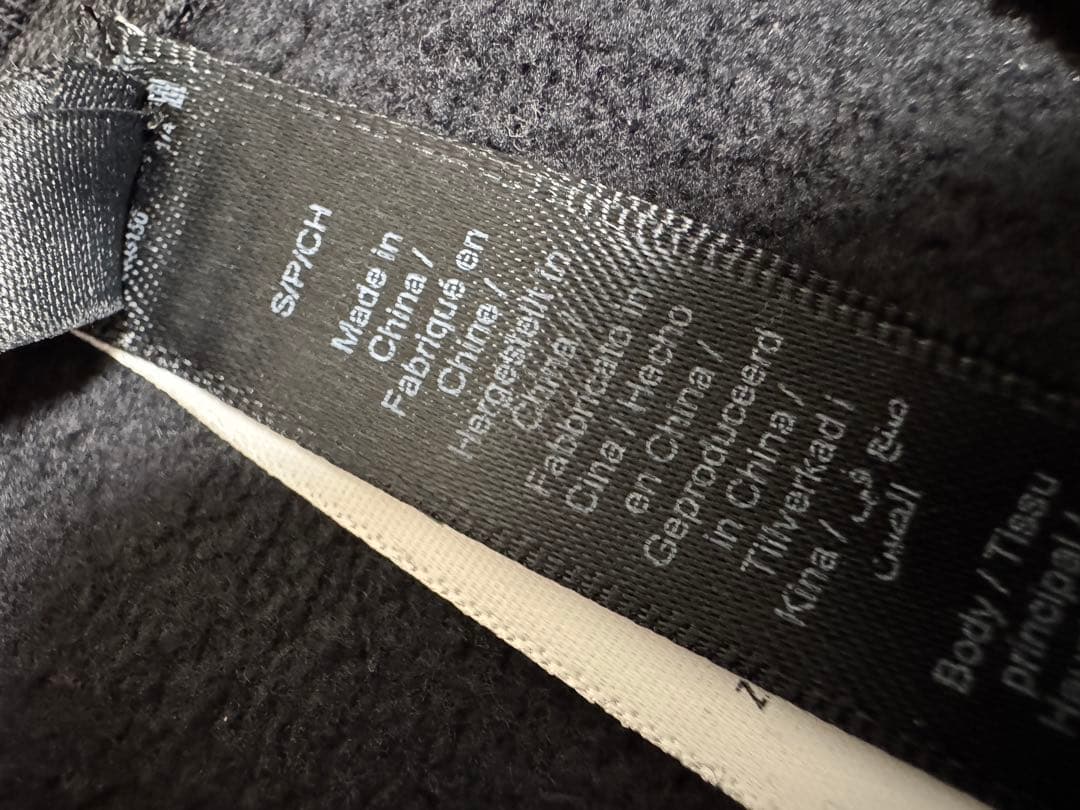 S/P/CH
Made in
China /
Fabriqué en
Chine /
Hergestellt in
China /
Fabbricato in
Cina / Hecho
en China /
Geproduceerd
in China /
Tillverkad i
Kina / صنع في
الصين
Body / Tissu
principal /